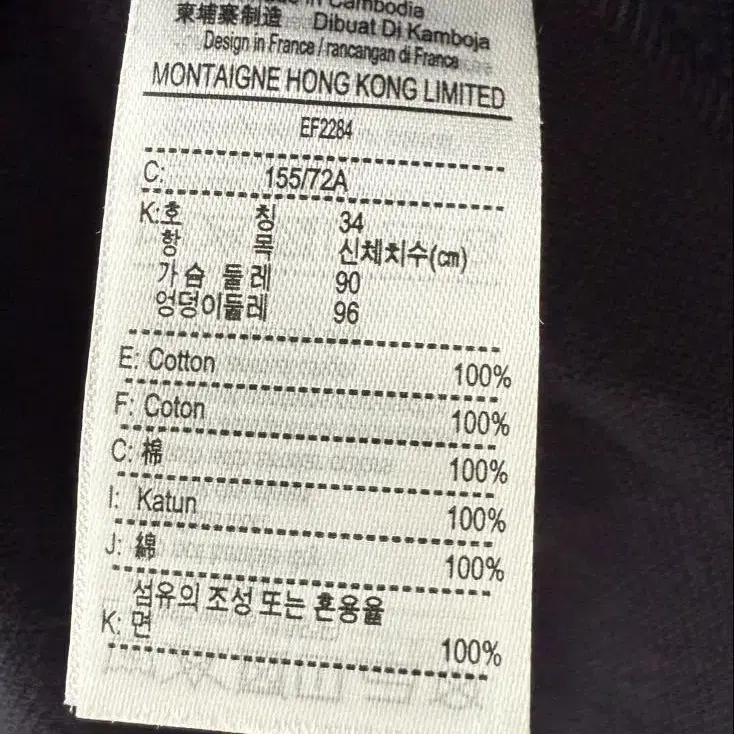 in Cambodia
柬埔寨制造 Dibuat Di Kamboja
Design in France / rancangan di France
MONTAIGNE HONG KONG LIMITED
EF2284
C: 155/72A
K:호 칭 34
항 목 신체치수(cm)
가슴 둘레 90
엉덩이둘레 96
E: Cotton 100%
F: Coton 100%
C: 棉 100%
I: Katun 100%
J: 綿 100%
섬유의 조성 또는 혼용율
K: 면 100%